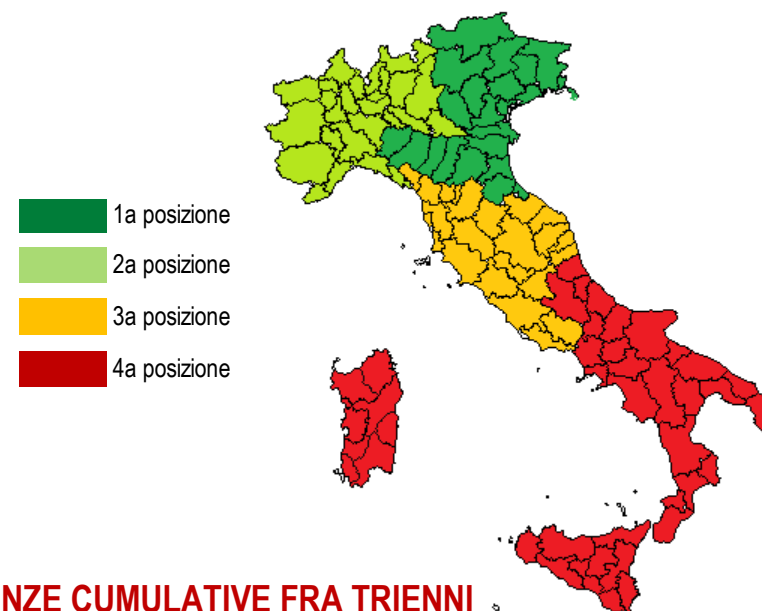 1a posizione
2a posizione
3a posizione
4a posizione
NZE CUMULATIVE FRA TRIENNI